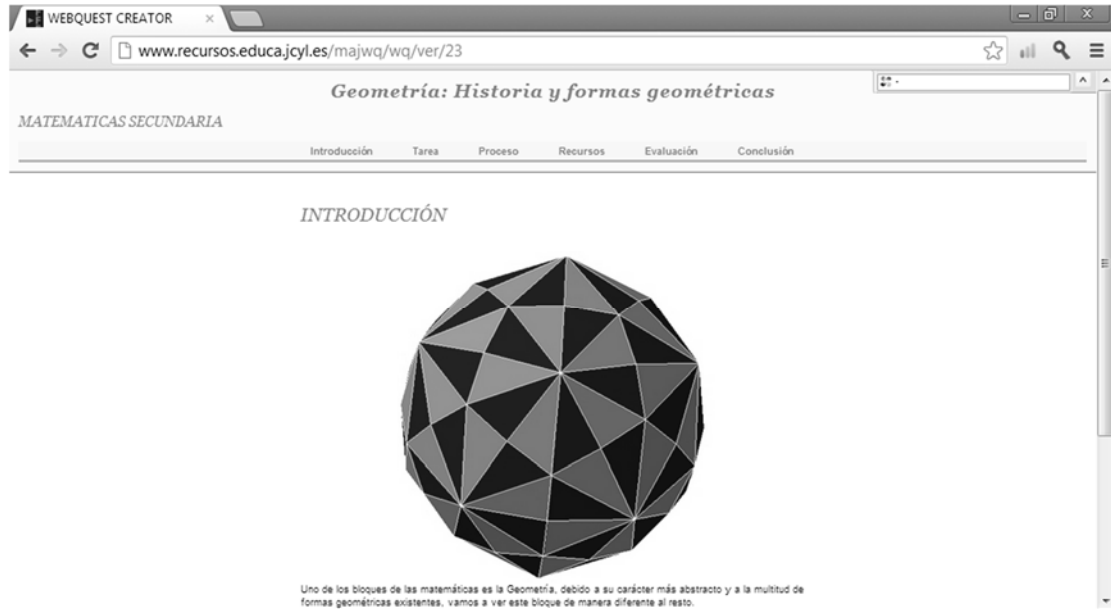 WEBQUEST CREATOR
www.recursos.educa.jcyl.es/majwq/wq/ver/23
Geometría: Historia y formas geométricas
MATEMATICAS SECUNDARIA
Introducción Tarea Proceso Recursos Evaluación Conclusión
INTRODUCCIÓN
Uno de los bloques de las matemáticas es la Geometría, debido a su carácter más abstracto y a la multitud de
formas geométricas existentes, vamos a ver este bloque de manera diferente al resto.